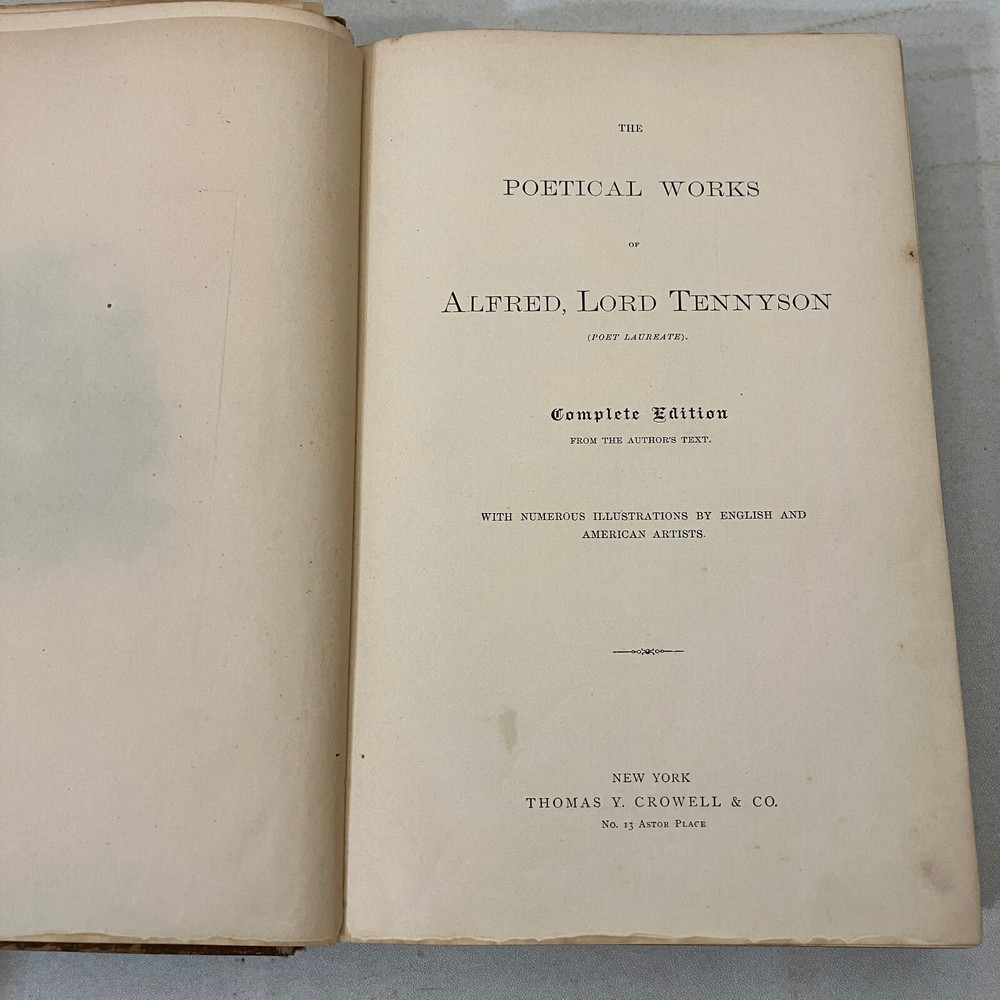 THE
POETICAL WORKS
OF
ALFRED, LORD TENNYSON
(POET LAUREATE).
Complete Edition
FROM THE AUTHOR'S TEXT.
WITH NUMEROUS ILLUSTRATIONS BY ENGLISH AND
AMERICAN ARTISTS.
NEW YORK
THOMAS Y. CROWELL & CO.
No. 13 ASTOR PLACE